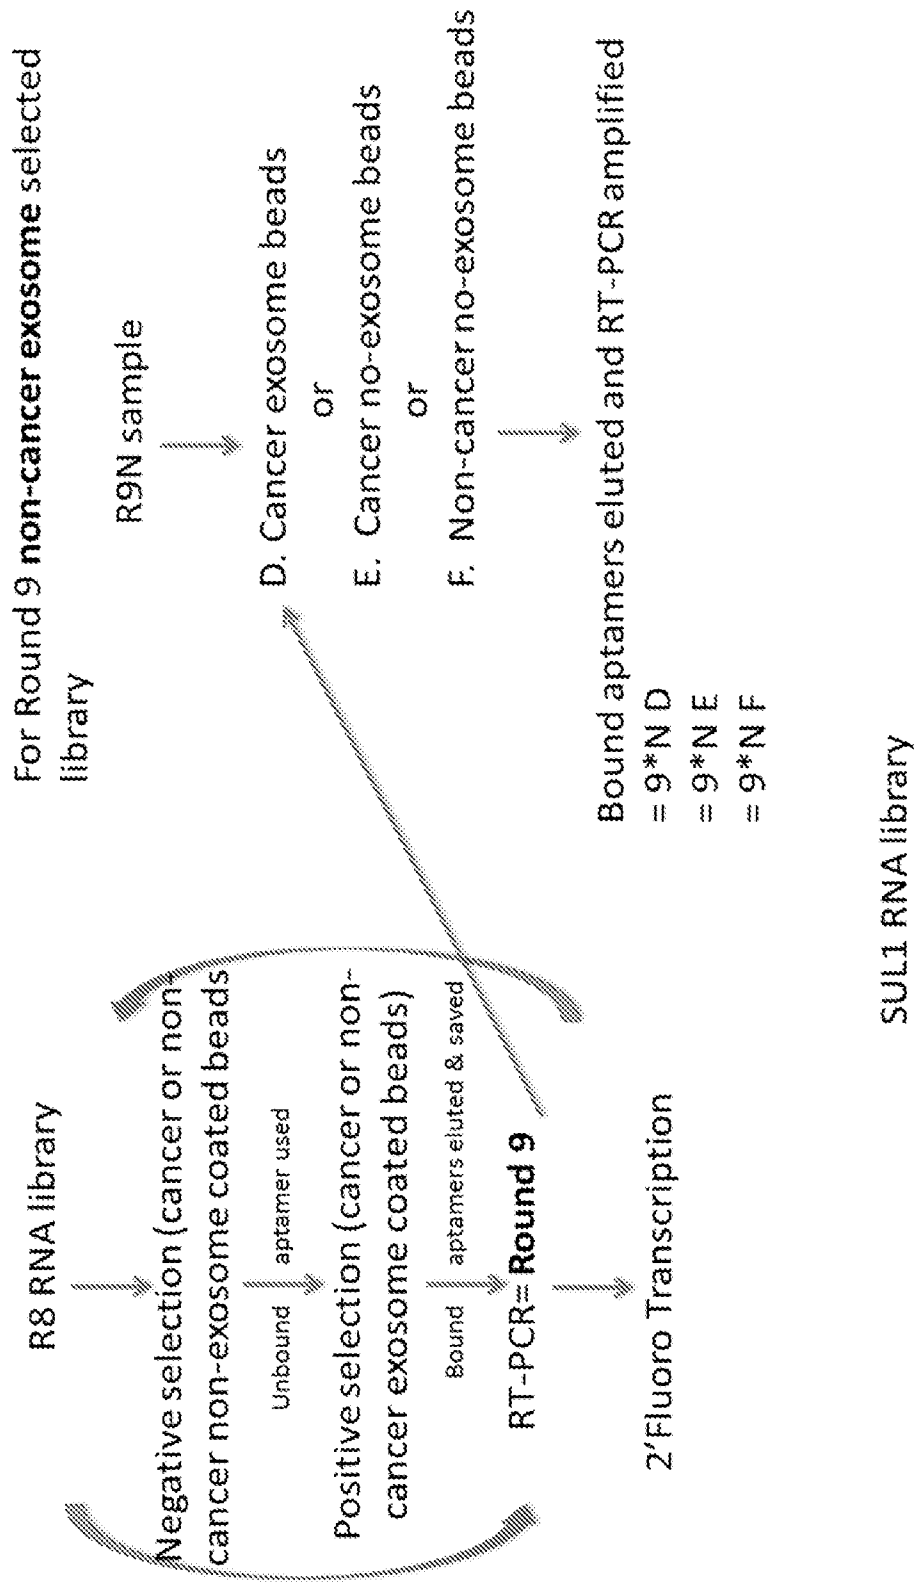 R8 RNA library
Negative selection (cancer or non-
cancer non-exosome coated beads
Unbound aptamer used
Positive selection (cancer or non-
cancer exosome coated beads)
Bound aptamers eluted & saved
RT-PCR= Round 9
2'Fluoro Transcription
For Round 9 non-cancer exosome selected
library
R9N sample
D. Cancer exosome beads
or
E. Cancer no-exosome beads
or
F. Non-cancer no-exosome beads
Bound aptamers eluted and RT-PCR amplified
= 9*N D
= 9*N E
= 9*N F
SUL1 RNA library